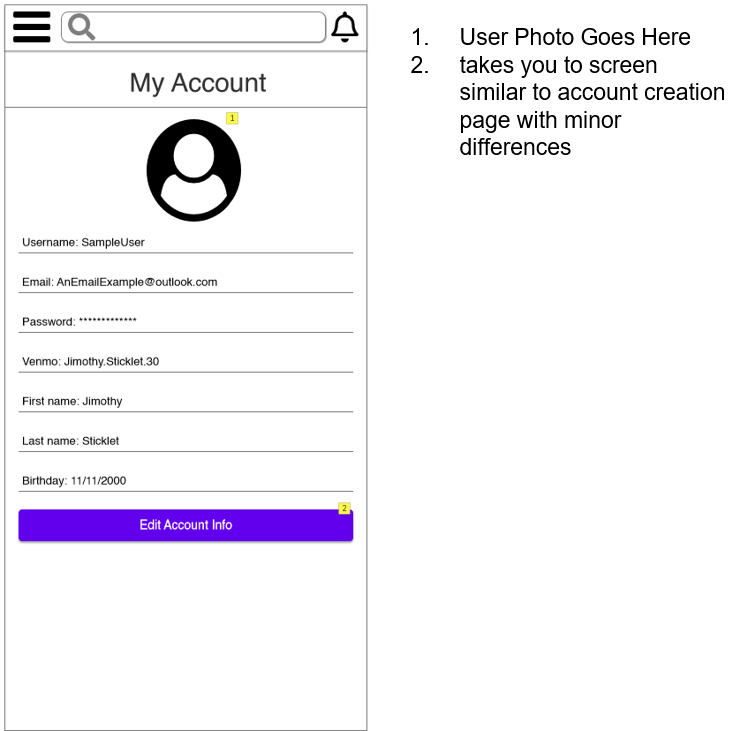 My Account
1
Username: SampleUser
Email: AnEmailExample@outlook.com
Password: *************
Venmo: Jimothy.Sticklet.30
First name: Jimothy
Last name: Sticklet
Birthday: 11/11/2000
2
Edit Account Info
1. User Photo Goes Here
2. takes you to screen
similar to account creation
page with minor
differences